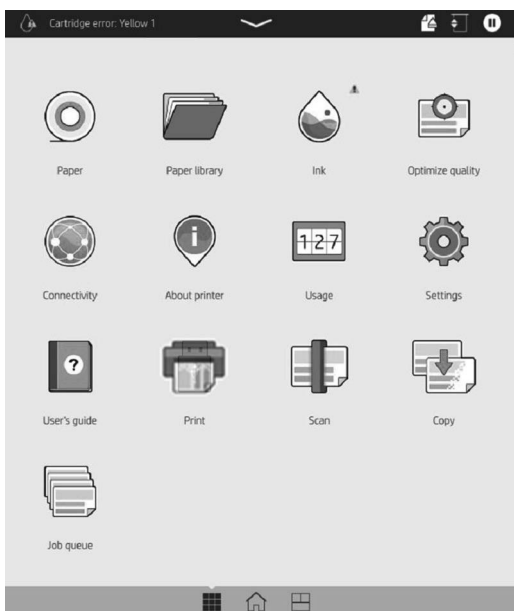 Cartridge error: Yellow 1
Paper
Paper library
Ink
Optimize quality
Connectivity
About printer
127
Usage
Settings
User's guide
Print
Scan
Copy
Job queue